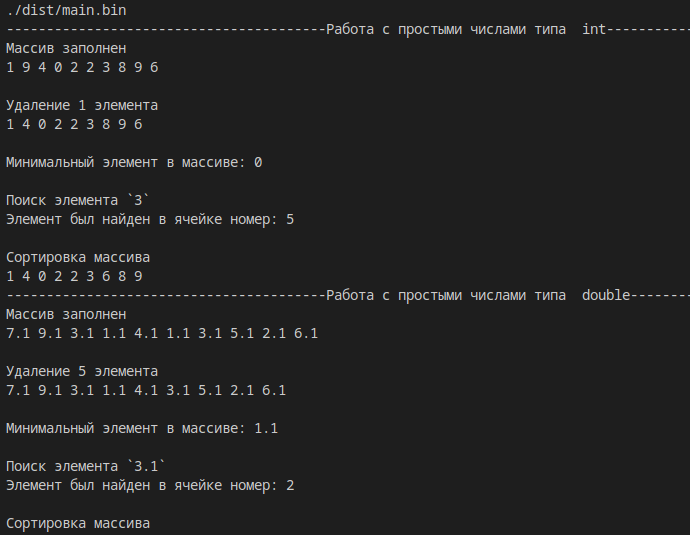 ./dist/main.bin
----------------------------------------Работа с простыми числами типа  int-----------
Массив заполнен
1 9 4 0 2 2 3 8 9 6
Удаление 1 элемента
1 4 0 2 2 3 8 9 6
Минимальный элемент в массиве: 0
Поиск элемента `3`
Элемент был найден в ячейке номер: 5
Сортировка массива
1 4 0 2 2 3 6 8 9
----------------------------------------Работа с простыми числами типа  double--------
Массив заполнен
7.1 9.1 3.1 1.1 4.1 1.1 3.1 5.1 2.1 6.1
Удаление 5 элемента
7.1 9.1 3.1 1.1 4.1 3.1 5.1 2.1 6.1
Минимальный элемент в массиве: 1.1
Поиск элемента `3.1`
Элемент был найден в ячейке номер: 2
Сортировка массива